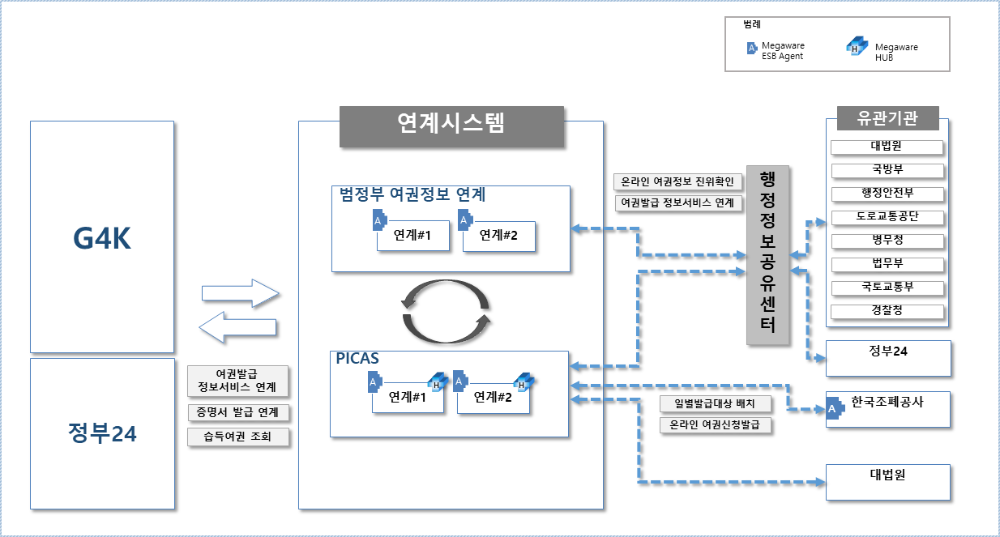 범례
A
Megaware
ESB Agent
H
Megaware
HUB
G4K
정부24
여권발급
정보서비스 연계
증명서 발급 연계
습득여권 조회
연계시스템
범정부 여권정보 연계
A
연계#1
A
연계#2
PICAS
A
H
연계#1
A
H
연계#2
온라인 여권정보 진위확인
여권발급 정보서비스 연계
일별발급대상 배치
온라인 여권신청발급
행
정
정
보
공
유
센
터
유관기관
대법원
국방부
행정안전부
도로교통공단
병무청
법무부
국토교통부
경찰청
정부24
A
한국조폐공사
대법원